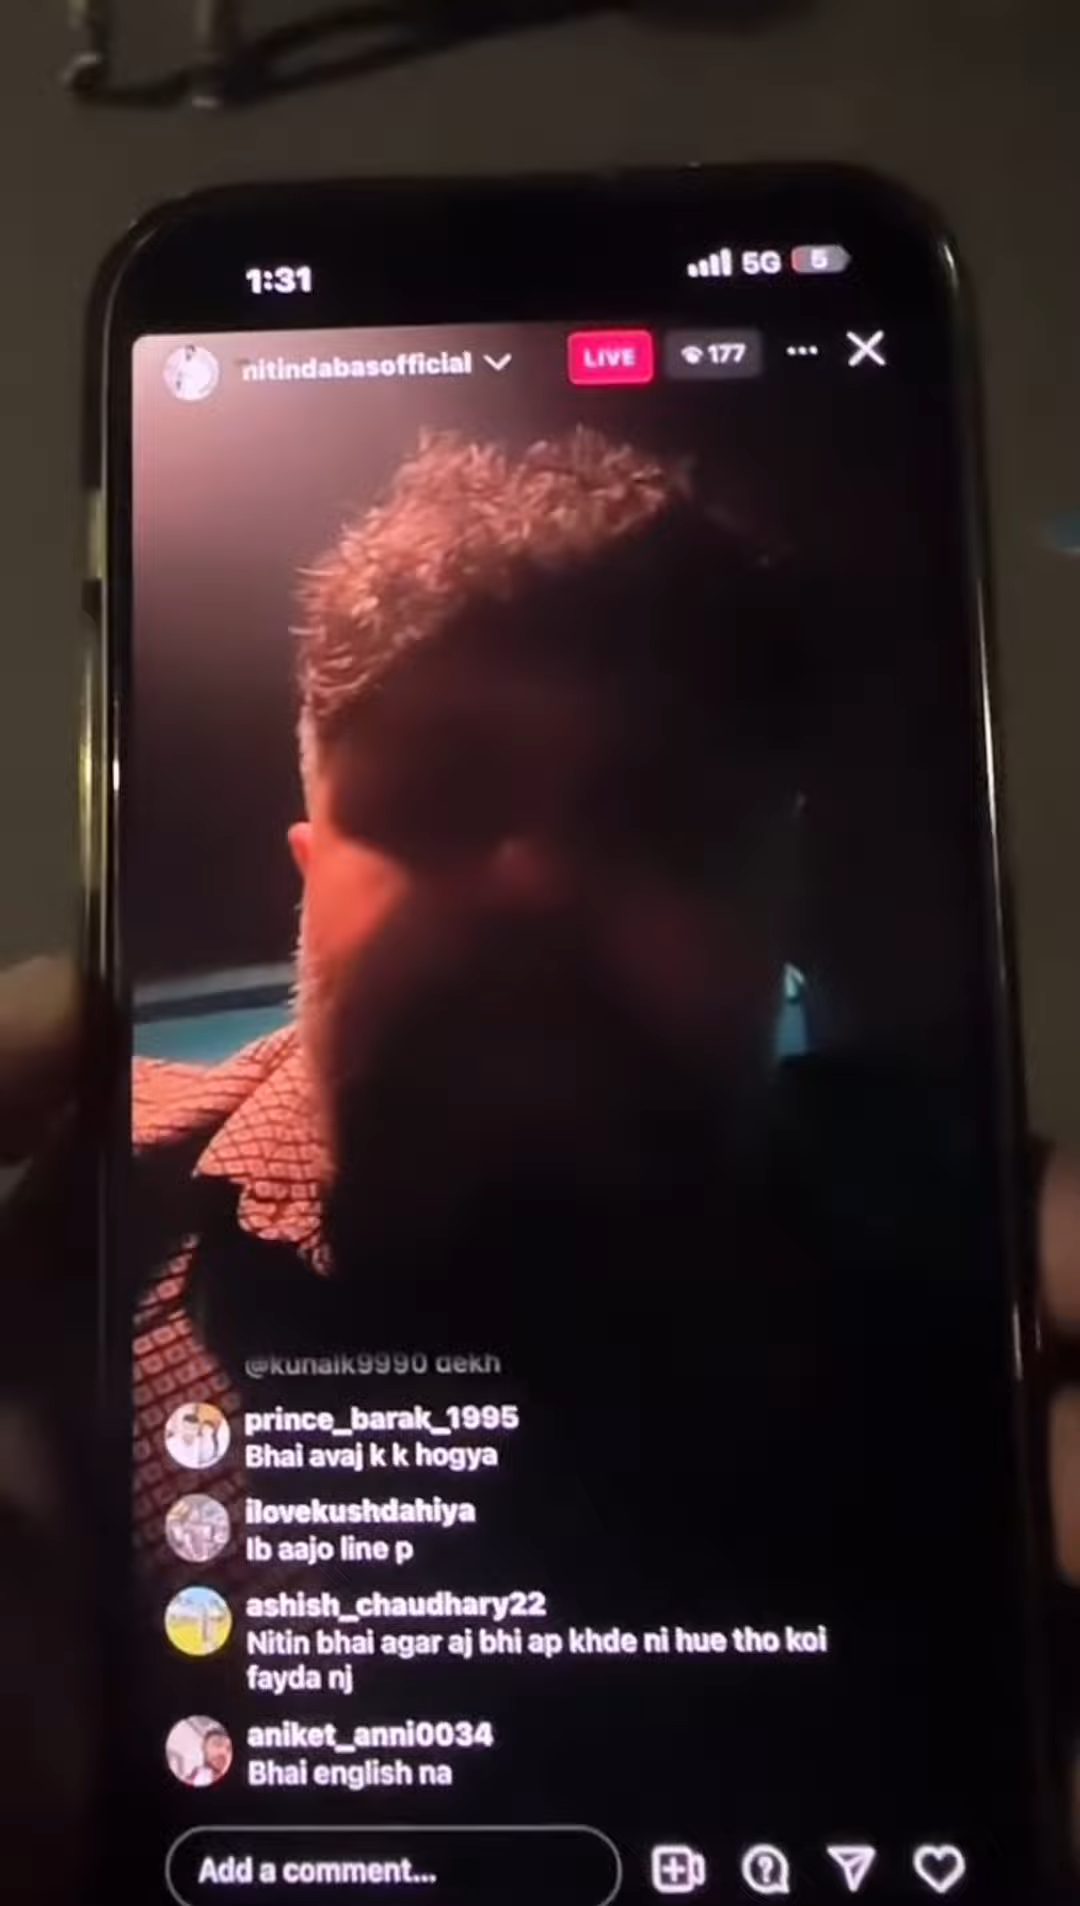 1:31
5G 5
nitindabasofficial
LIVE 177
@kunalk9990 dekh
prince_barak_1995
Bhai avaj k k hogya
ilovekushdahiya
Ib aajo line p
ashish_chaudhary22
Nitin bhai agar aj bhi ap khde ni hue tho koi
fayda nj
aniket_anni0034
Bhai english na
Add a comment...